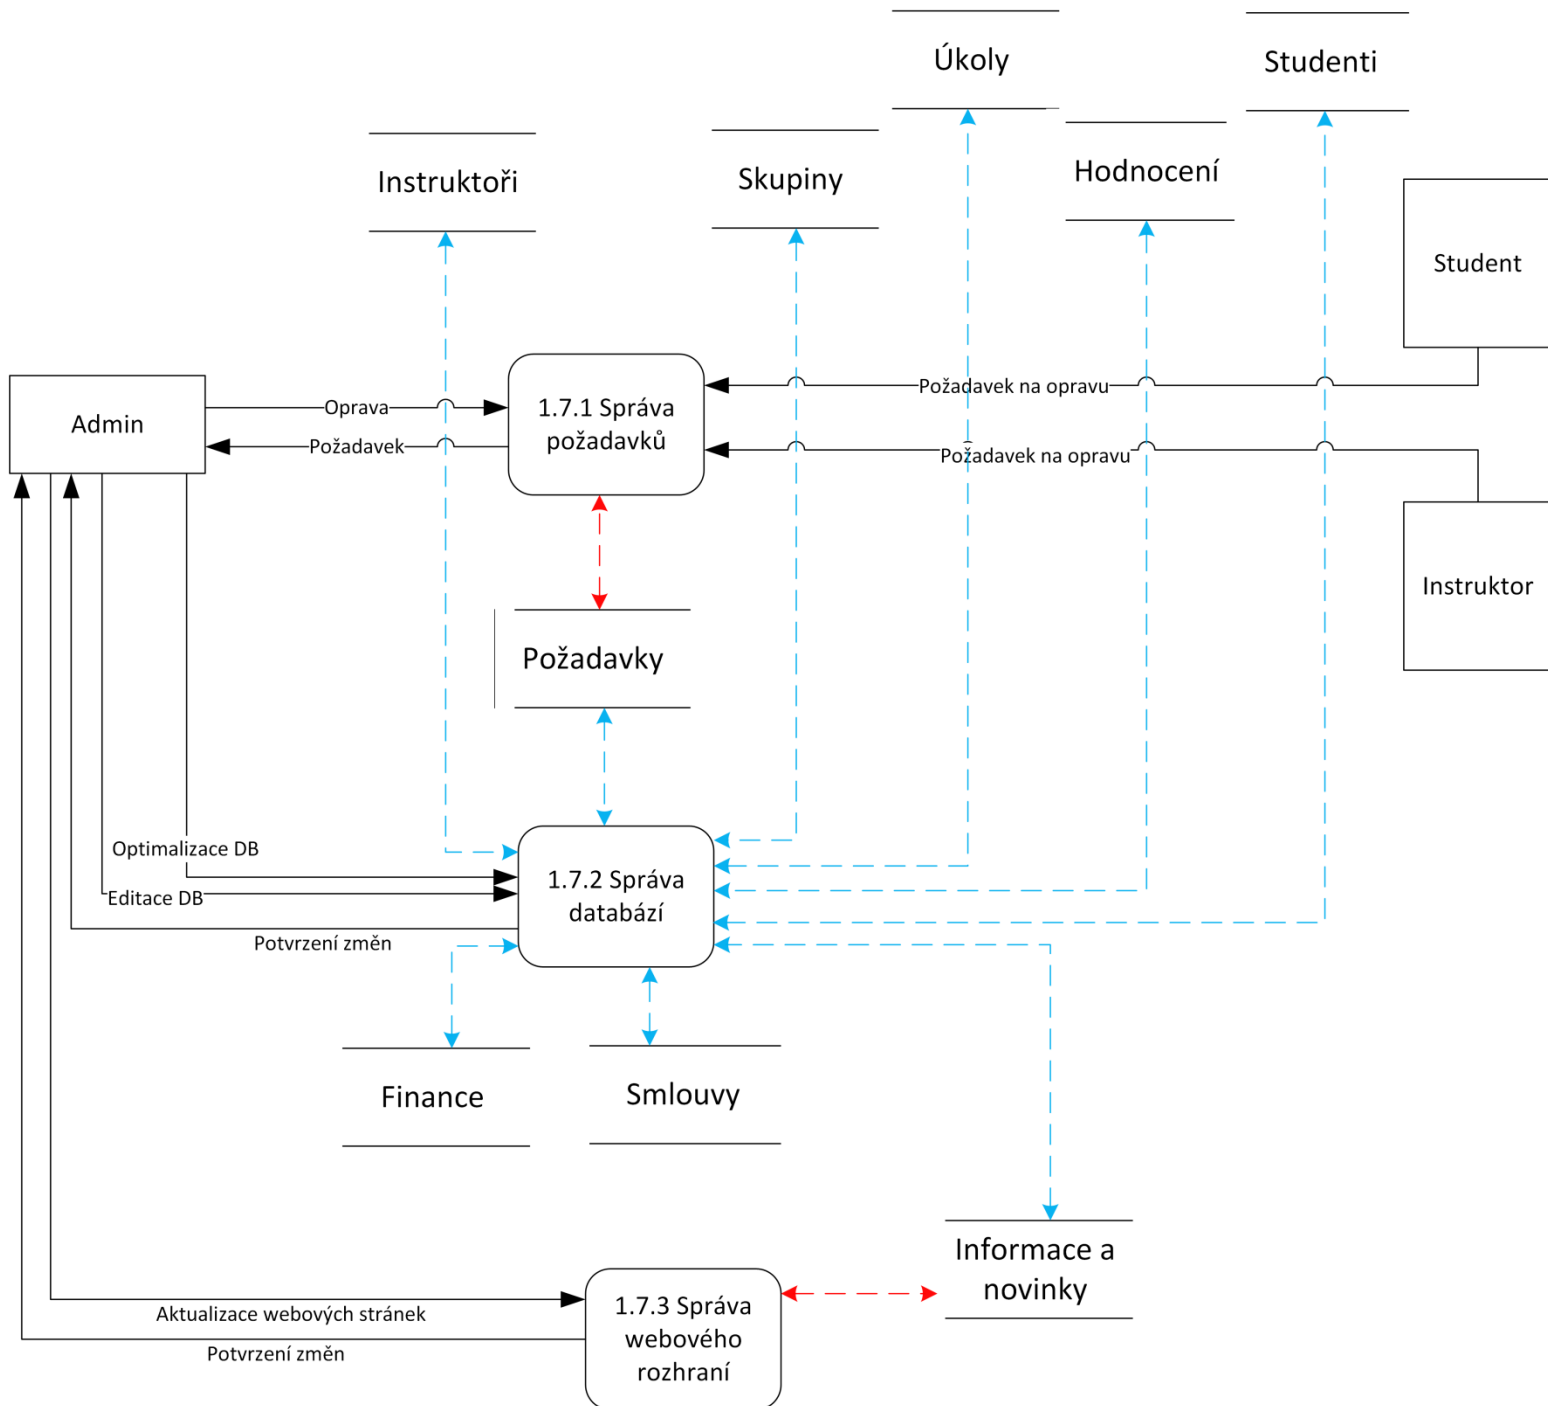 Úkoly
Studenti
Instruktoři
Skupiny
Hodnocení
Student
Admin
Oprava
Požadavek
1.7.1 Správa
požadavků
Požadavek na opravu
Požadavek na opravu
Instruktor
Požadavky
Optimalizace DB
Editace DB
Potvrzení změn
1.7.2 Správa
databází
Finance
Smlouvy
Informace a
novinky
Aktualizace webových stránek
Potvrzení změn
1.7.3 Správa
webového
rozhraní